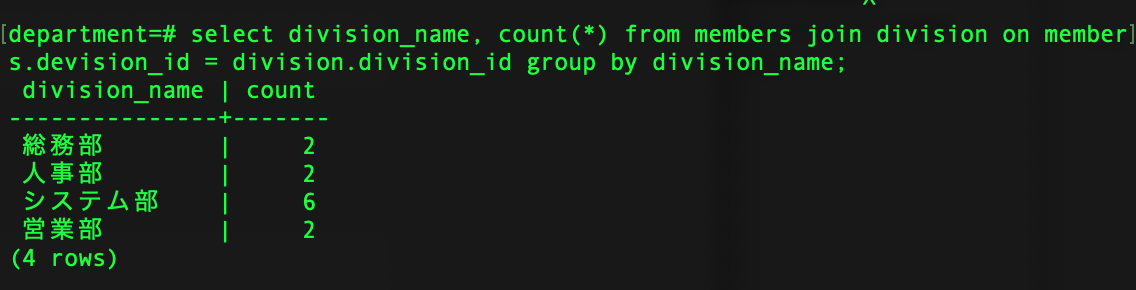 [department=# select division_name, count(*) from members join division on member]
s.devision_id = division.division_id group by division_name;
 division_name | count
---------------+-------
 総務部        |     2
 人事部        |     2
 システム部    |     6
 営業部        |     2
(4 rows)